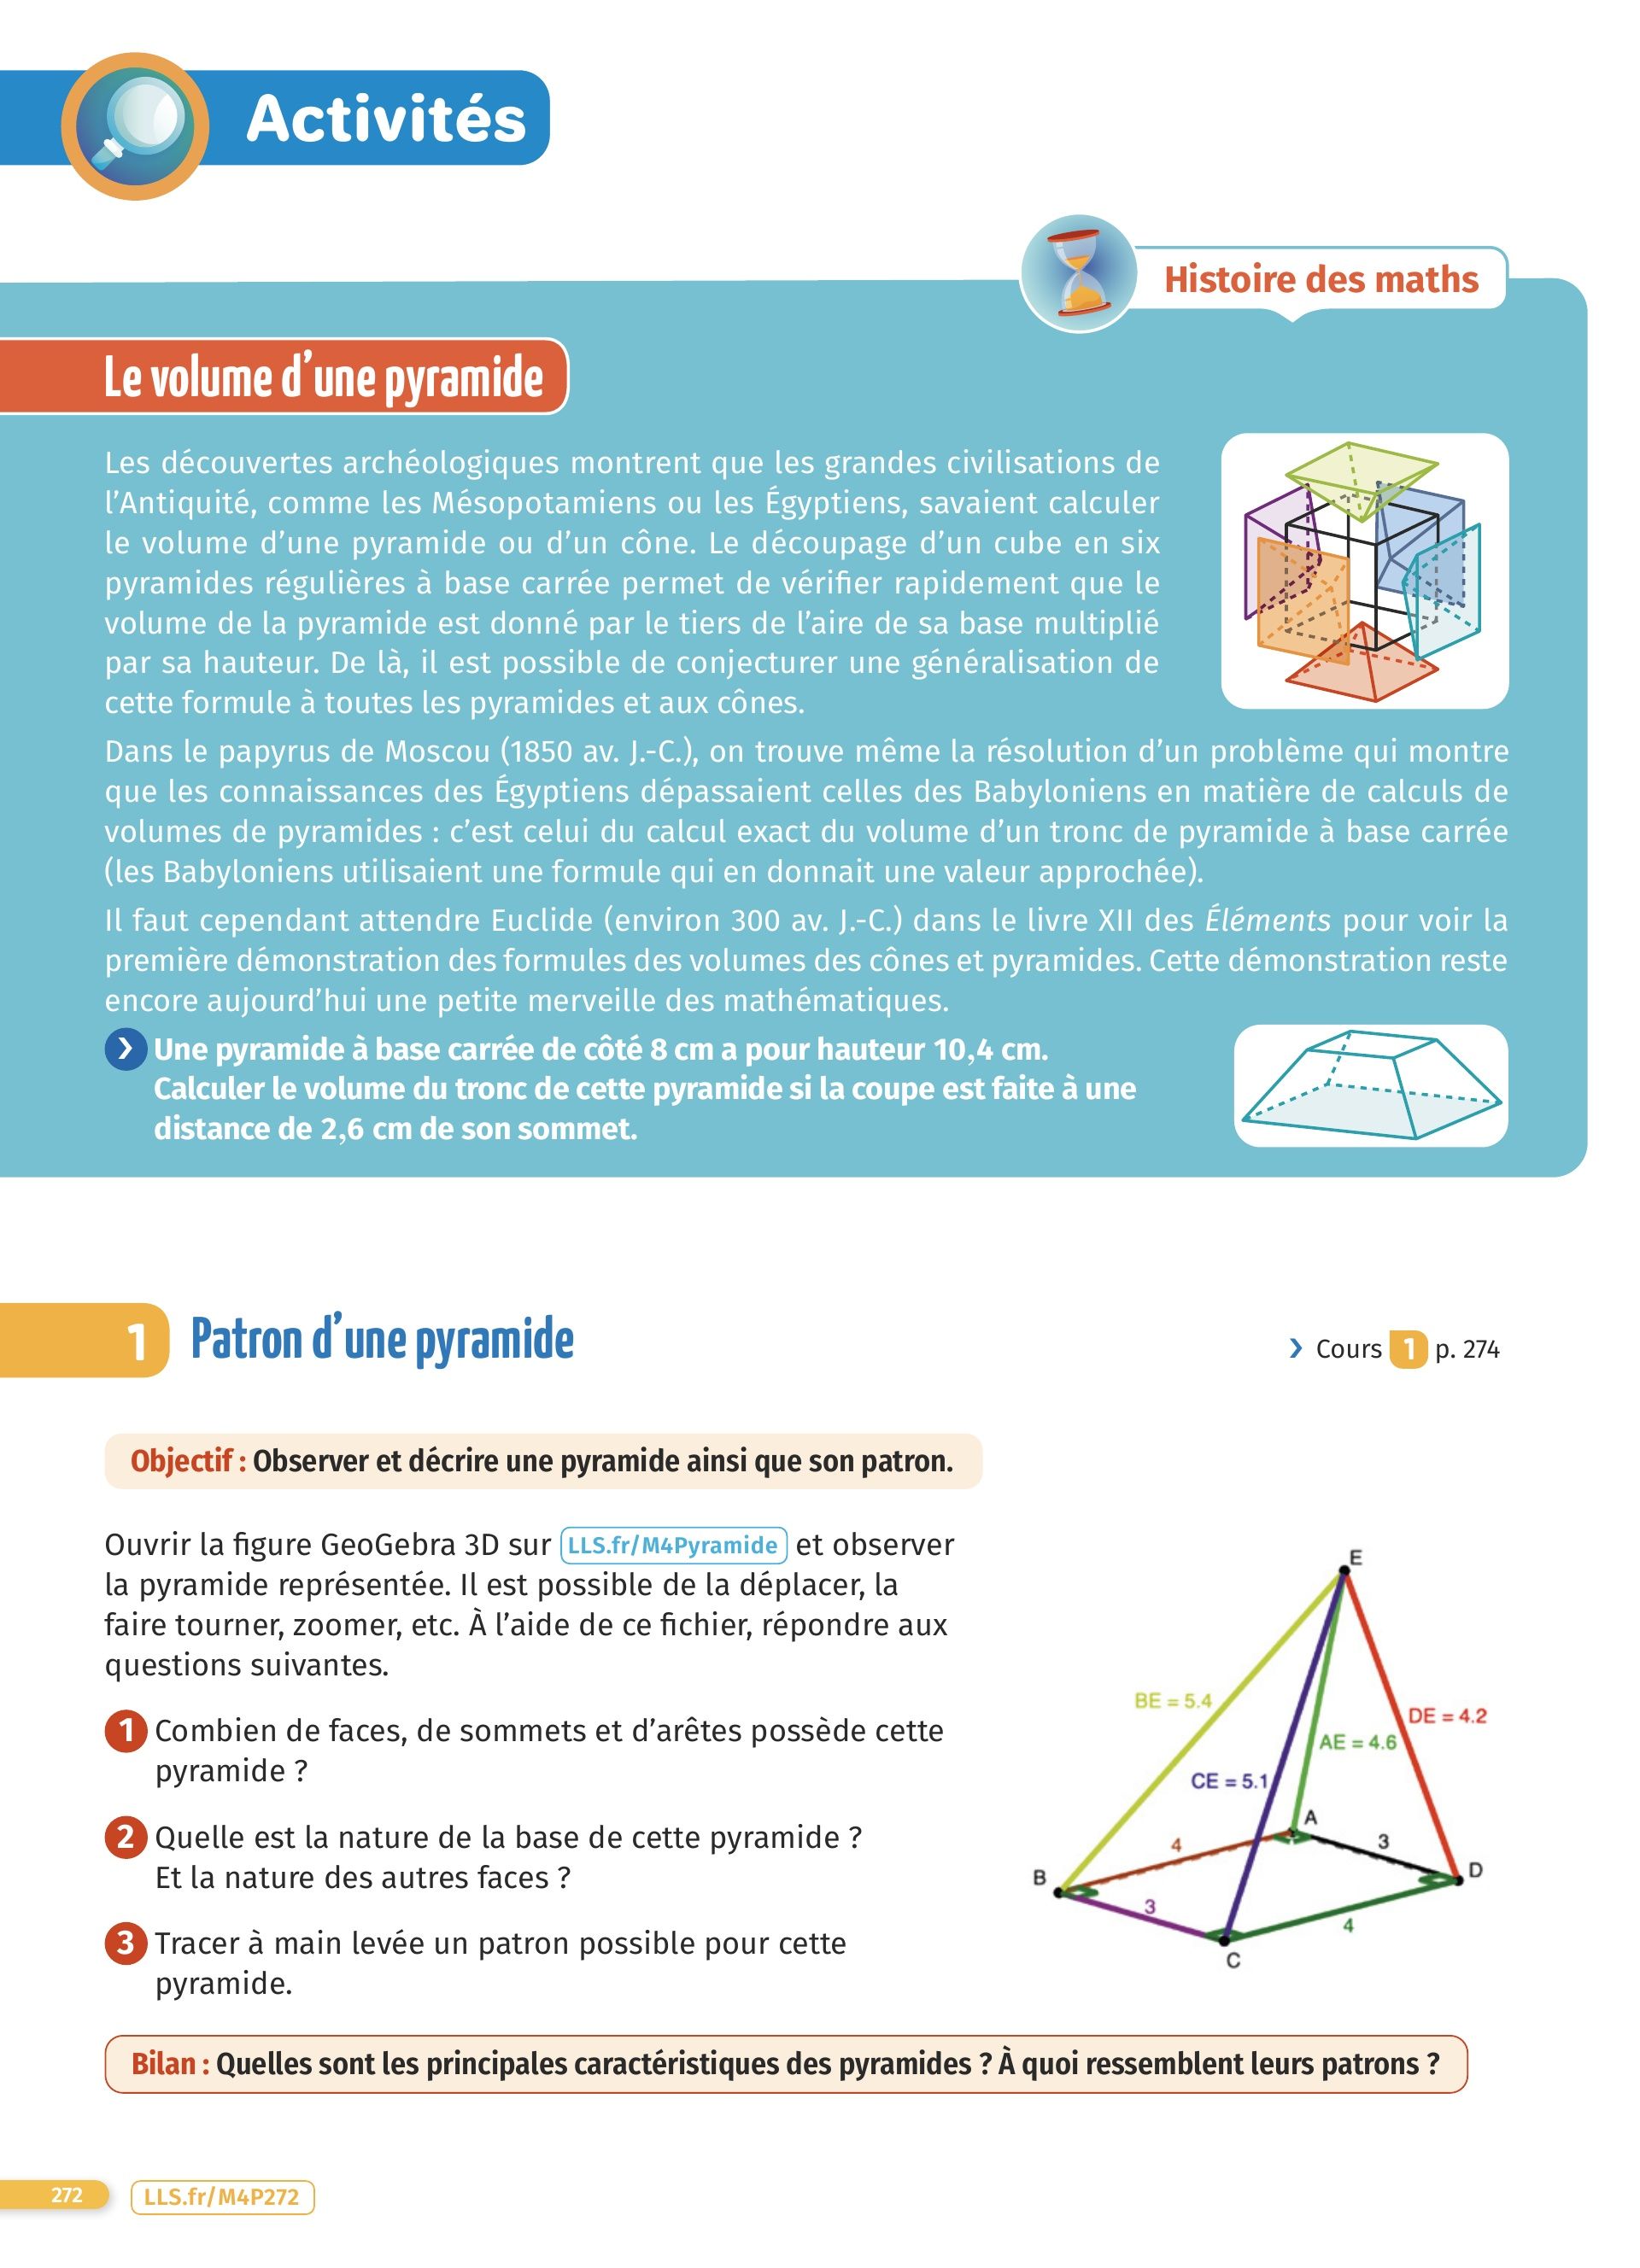 Activités
Histoire des maths
Le volume d'une pyramide
Les découvertes archéologiques montrent que les grandes civilisations de
l'Antiquité, comme les Mésopotamiens ou les Égyptiens, savaient calculer
le volume d'une pyramide ou d'un cône. Le découpage d'un cube en six
pyramides régulières à base carrée permet de vérifier rapidement que le
volume de la pyramide est donné par le tiers de l'aire de sa base multiplié
par sa hauteur. De là, il est possible de conjecturer une généralisation de
cette formule à toutes les pyramides et aux cônes.
Dans le papyrus de Moscou (1850 av. J.-C.), on trouve même la résolution d'un problème qui montre
que les connaissances des Égyptiens dépassaient celles des Babyloniens en matière de calculs de
volumes de pyramides : c'est celui du calcul exact du volume d'un tronc de pyramide à base carrée
(les Babyloniens utilisaient une formule qui en donnait une valeur approchée).
Il faut cependant attendre Euclide (environ 300 av. J.-C.) dans le livre XII des Éléments pour voir la
première démonstration des formules des volumes des cônes et pyramides. Cette démonstration reste
encore aujourd'hui une petite merveille des mathématiques.
Une pyramide à base carrée de côté 8 cm a pour hauteur 10,4 cm.
Calculer le volume du tronc de cette pyramide si la coupe est faite à une
distance de 2,6 cm de son sommet.
1 Patron d'une pyramide
› Cours 1 p. 274
Objectif : Observer et décrire une pyramide ainsi que son patron.
Ouvrir la figure GeoGebra 3D sur LLS.fr/M4Pyramide et observer
la pyramide représentée. Il est possible de la déplacer, la
faire tourner, zoomer, etc. À l'aide de ce fichier, répondre aux
questions suivantes.
1 Combien de faces, de sommets et d'arêtes possède cette
pyramide ?
2 Quelle est la nature de la base de cette pyramide ?
Et la nature des autres faces ?
3 Tracer à main levée un patron possible pour cette
pyramide.
E
BE = 5.4
DE = 4.2
AE = 4.6
CE = 5.1
A
4
3
B
D
3
4
C
Bilan : Quelles sont les principales caractéristiques des pyramides ? À quoi ressemblent leurs patrons ?
272
LLS.fr/M4P272